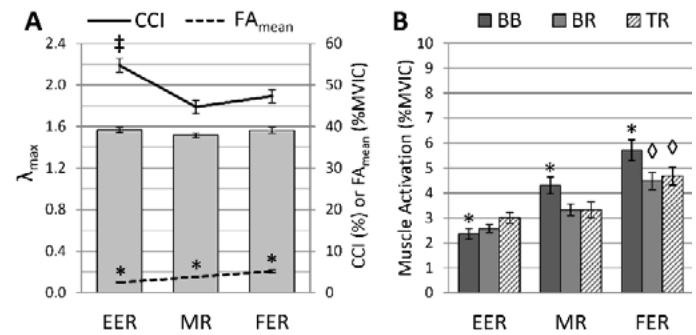 A
CCI
FAmean
‡
2.4
2.0
1.6
1.2
0.8
0.4
0.0
λmax
60
50
40
30
20
10
0
CCI (%) or FAmean (%MVIC)
* * *
EER MR FER
B
BB BR TR
10
9
8
7
6
5
4
3
2
1
0
Muscle Activation (%MVIC)
* * * ◊ ◊
EER MR FER